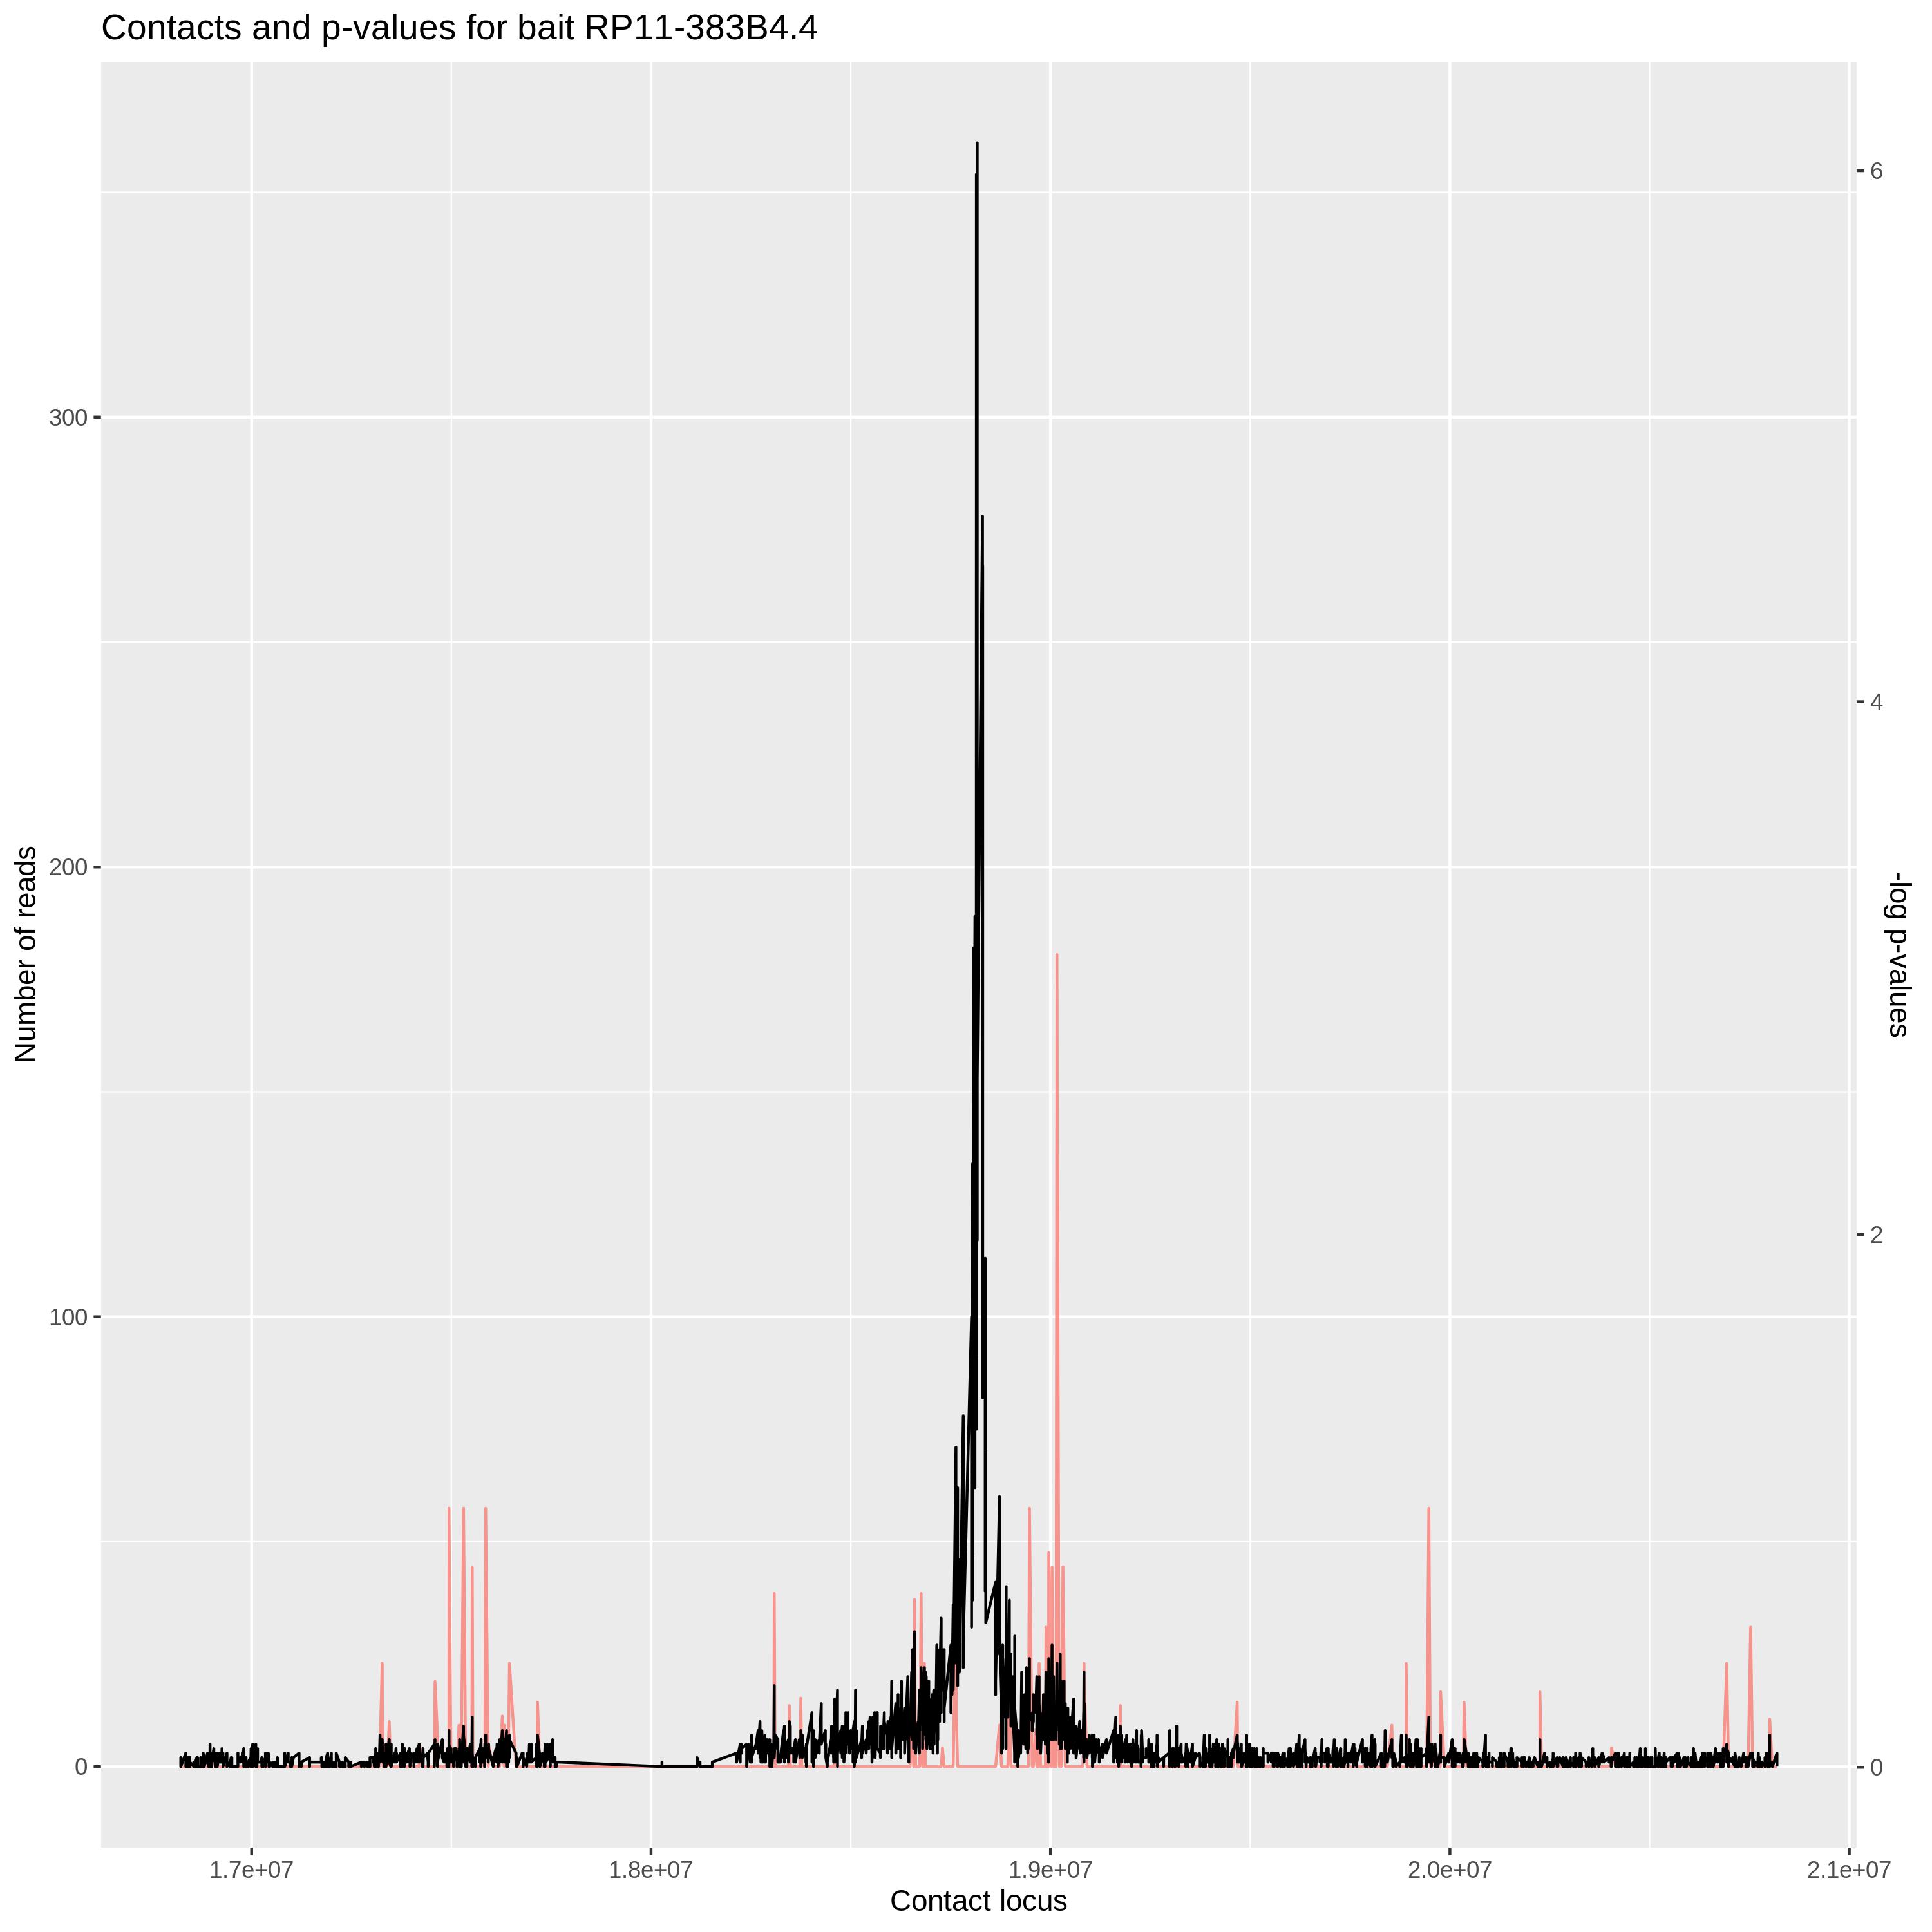 Contacts and p-values for bait RP11-383B4.4
300
200
100
0
Number of reads
6
4
2
0
-log p-values
1.7e+07
1.8e+07
1.9e+07
2.0e+07
2.1e+07
Contact locus